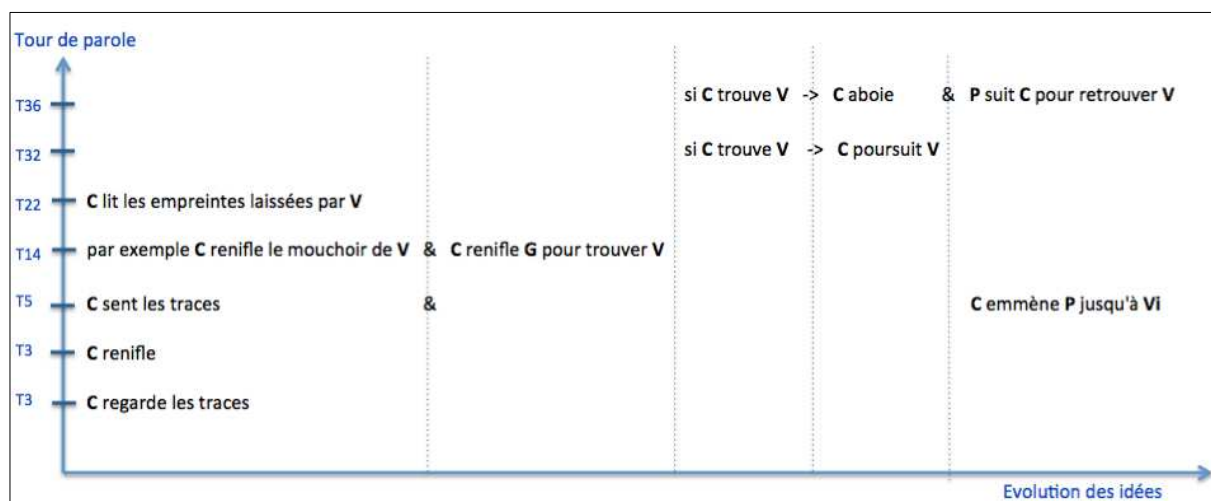 Tour de parole
T36 si C trouve V -> C aboie & P suit C pour retrouver V
T32 si C trouve V -> C poursuit V
T22 C lit les empreintes laissées par V
T14 par exemple C renifle le mouchoir de V & C renifle G pour trouver V
T5 C sent les traces & C emmène P jusqu'à Vi
T3 C renifle
T3 C regarde les traces
Evolution des idées